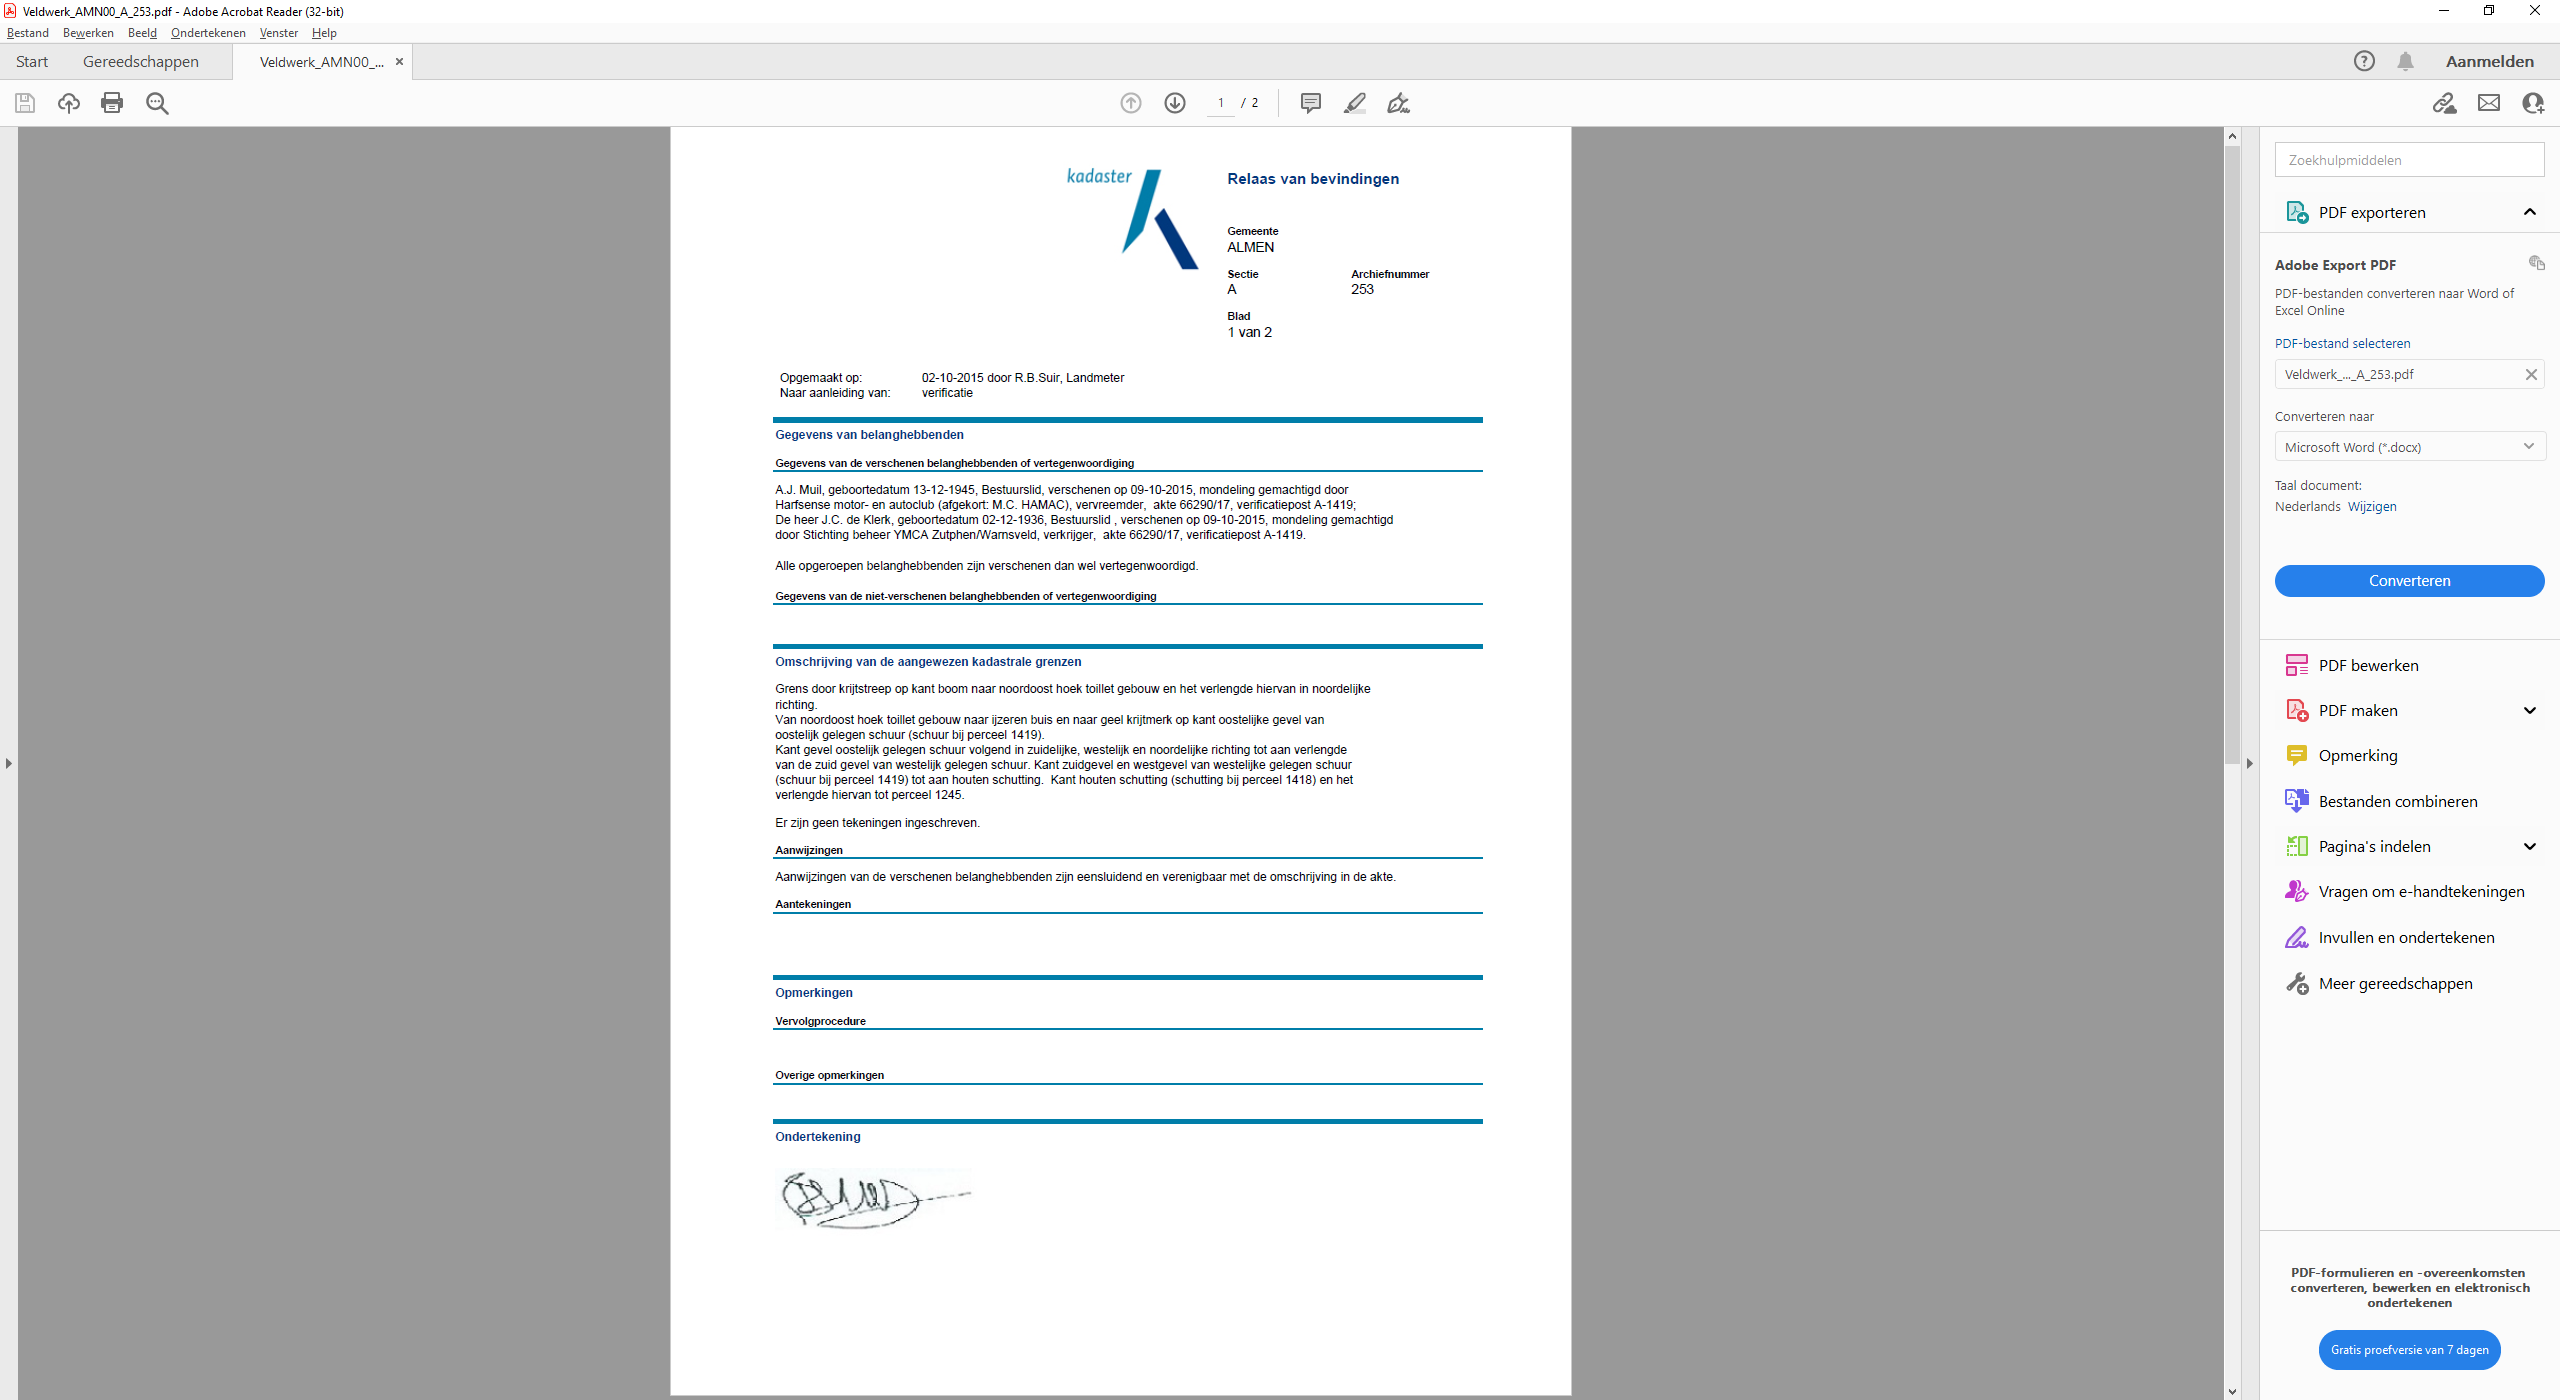 Veldwerk_AMN00_A_253.pdf - Adobe Acrobat Reader (32-bit)
Bestand Bewerken Beeld Ondertekenen Venster Help
Start Gereedschappen Veldwerk_AMN00_... × Aanmelden
1 / 2
kadaster
Relaas van bevindingen
Gemeente
ALMEN
Sectie Archiefnummer
A 253
Blad
1 van 2
Opgemaakt op: 02-10-2015 door R.B.Suir, Landmeter
Naar aanleiding van: verificatie
Gegevens van belanghebbenden
Gegevens van de verschenen belanghebbenden of vertegenwoordiging
A.J. Muil, geboortedatum 13-12-1945, Bestuurslid, verschenen op 09-10-2015, mondeling gemachtigd door
Harfsense motor- en autoclub (afgekort: M.C. HAMAC), vervreemder, akte 66290/17, verificatiepost A-1419;
De heer J.C. de Klerk, geboortedatum 02-12-1936, Bestuurslid , verschenen op 09-10-2015, mondeling gemachtigd
door Stichting beheer YMCA Zutphen/Warnsveld, verkrijger, akte 66290/17, verificatiepost A-1419.
Alle opgeroepen belanghebbenden zijn verschenen dan wel vertegenwoordigd.
Gegevens van de niet-verschenen belanghebbenden of vertegenwoordiging
Omschrijving van de aangewezen kadastrale grenzen
Grens door krijtstreep op kant boom naar noordoost hoek toillet gebouw en het verlengde hiervan in noordelijke
richting.
Van noordoost hoek toillet gebouw naar ijzeren buis en naar geel krijtmerk op kant oostelijke gevel van
oostelijk gelegen schuur (schuur bij perceel 1419).
Kant gevel oostelijk gelegen schuur volgend in zuidelijke, westelijk en noordelijke richting tot aan verlengde
van de zuid gevel van westelijk gelegen schuur. Kant zuidgevel en westgevel van westelijke gelegen schuur
(schuur bij perceel 1419) tot aan houten schutting. Kant houten schutting (schutting bij perceel 1418) en het
verlengde hiervan tot perceel 1245.
Er zijn geen tekeningen ingeschreven.
Aanwijzingen
Aanwijzingen van de verschenen belanghebbenden zijn eensluidend en verenigbaar met de omschrijving in de akte.
Aantekeningen
Opmerkingen
Vervolgprocedure
Overige opmerkingen
Ondertekening
Zoekhulpmiddelen
PDF exporteren
Adobe Export PDF
PDF-bestanden converteren naar Word of
Excel Online
PDF-bestand selecteren
Veldwerk_..._A_253.pdf
Converteren naar
Microsoft Word (*.docx)
Taal document:
Nederlands Wijzigen
Converteren
PDF bewerken
PDF maken
Opmerking
Bestanden combineren
Pagina's indelen
Vragen om e-handtekeningen
Invullen en ondertekenen
Meer gereedschappen
PDF-formulieren en -overeenkomsten
converteren, bewerken en elektronisch
ondertekenen
Gratis proefversie van 7 dagen